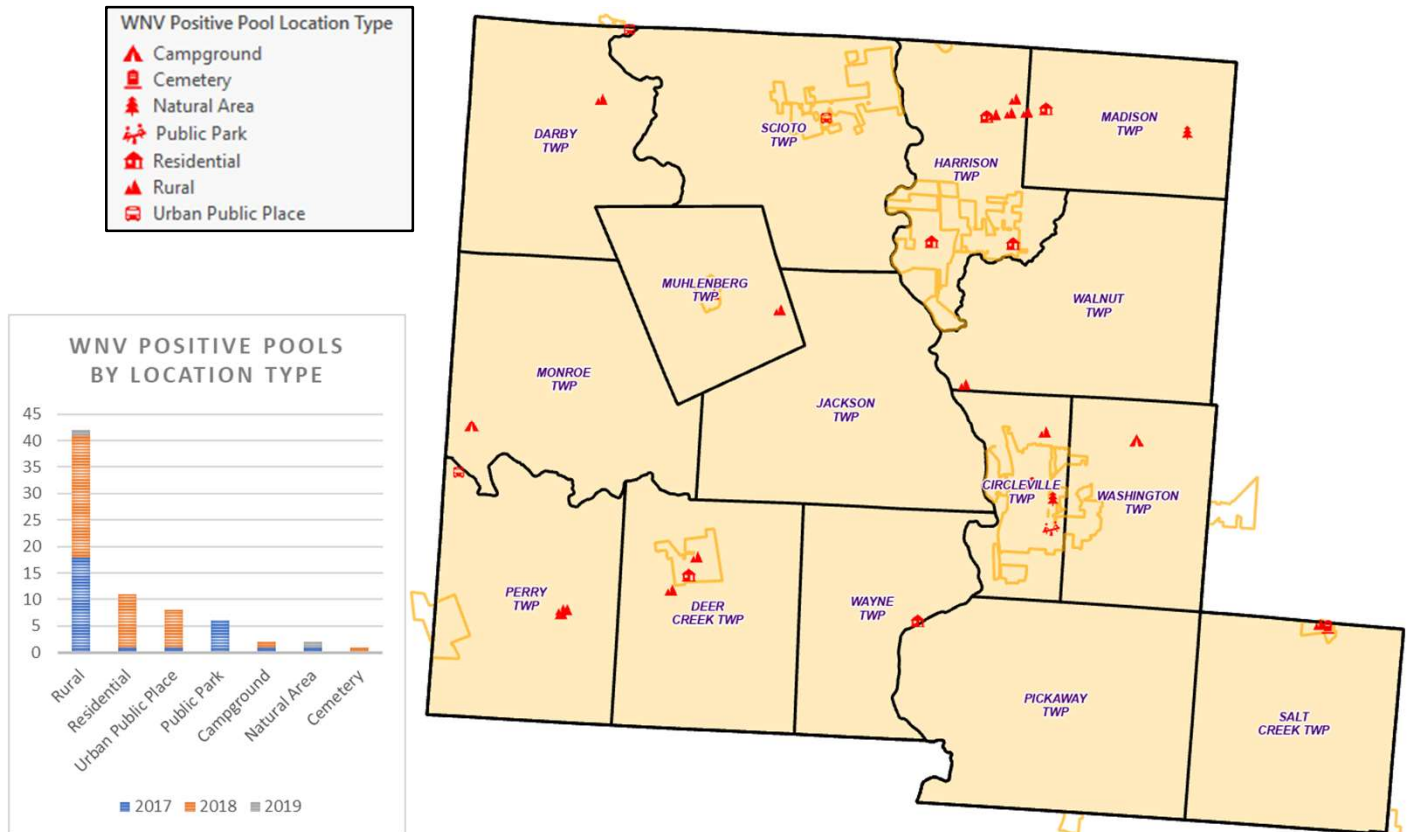 WNV Positive Pool Location Type
Campground
Cemetery
Natural Area
Public Park
Residential
Rural
Urban Public Place
DARBY
TWP
SCIOTO
TWP
HARRISON
TWP
MADISON
TWP
MUHLENBERG
TWP
WALNUT
TWP
MONROE
TWP
JACKSON
TWP
CIRCLEVILLE
TWP
WASHINGTON
TWP
PERRY
TWP
DEER
CREEK TWP
WAYNE
TWP
PICKAWAY
TWP
SALT
CREEK TWP
WNV POSITIVE POOLS
BY LOCATION TYPE
45
40
35
30
25
20
15
10
5
0
Rural
Residential
Urban Public Place
Public Park
Campground
Natural Area
Cemetery
2017 2018 2019